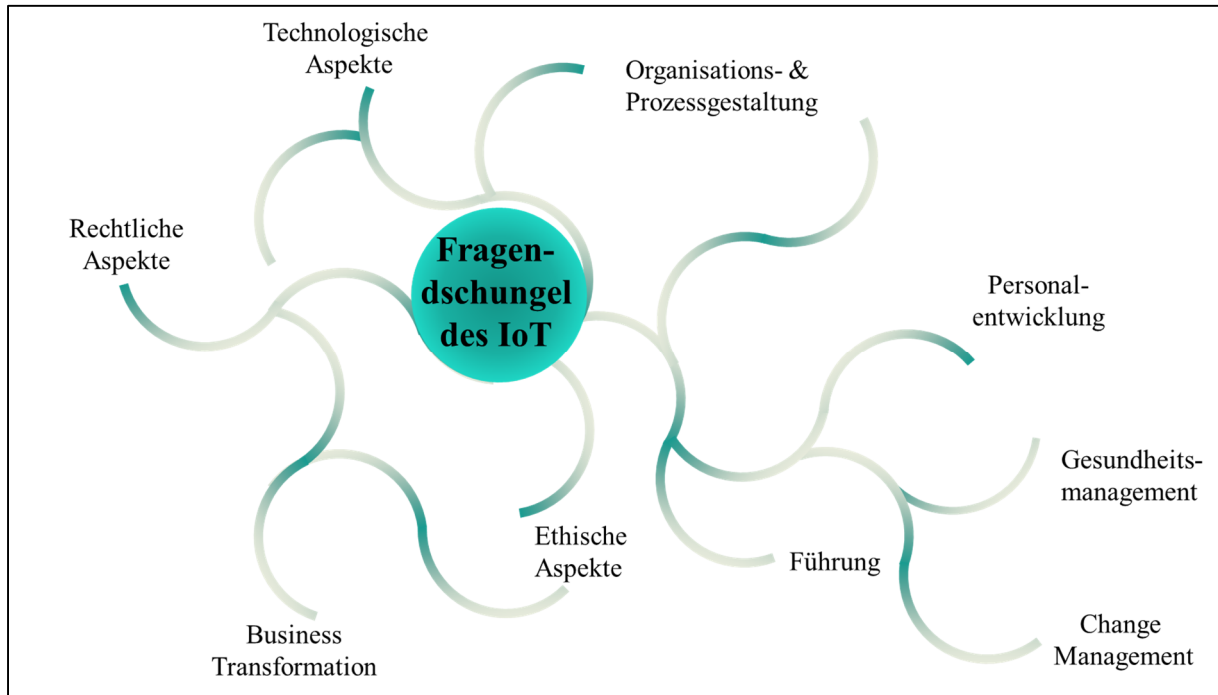 Technologische
Aspekte
Organisations- &
Prozessgestaltung
Rechtliche
Aspekte
Fragen-
dschungel
des IoT
Personal-
entwicklung
Gesundheits-
management
Ethische
Aspekte
Führung
Business
Transformation
Change
Management